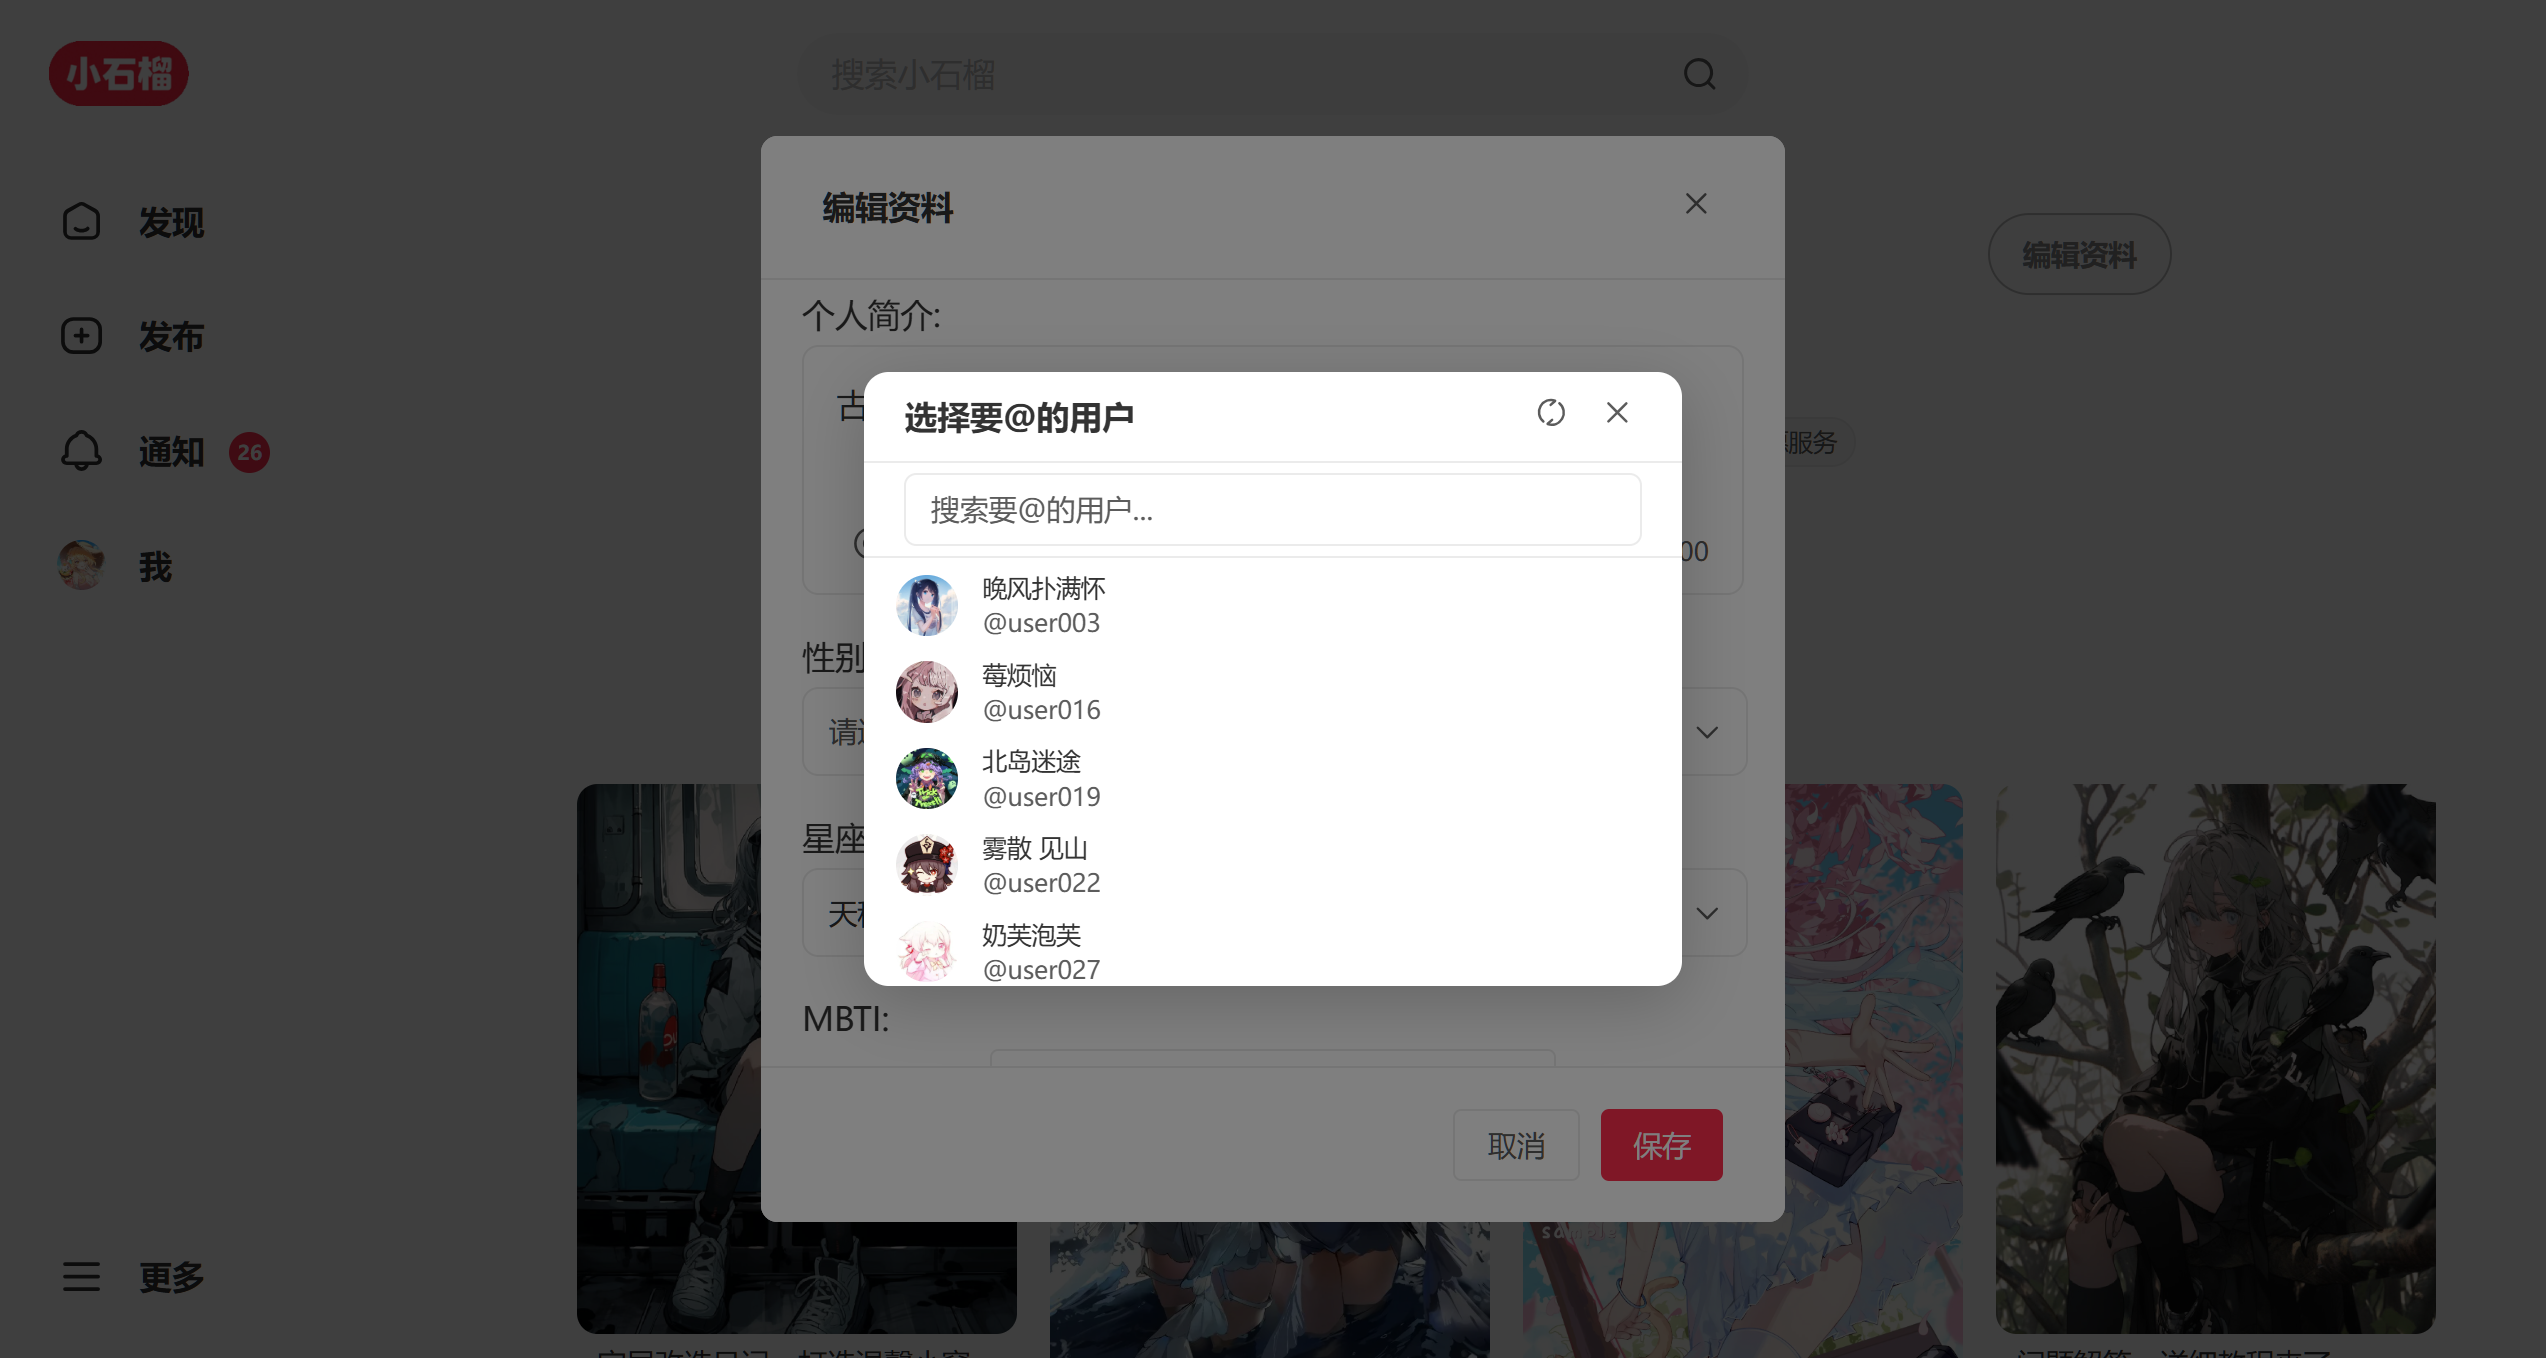 小石榴
搜索小石榴
发现
发布
通知 26
我
更多
编辑资料
编辑资料
个人简介:
古
00
服务
性别
星座
MBTI:
选择要@的用户
搜索要@的用户...
晚风扑满怀
@user003
莓烦恼
@user016
北岛迷途
@user019
雾散 见山
@user022
奶芙泡芙
@user027
取消
保存
sample